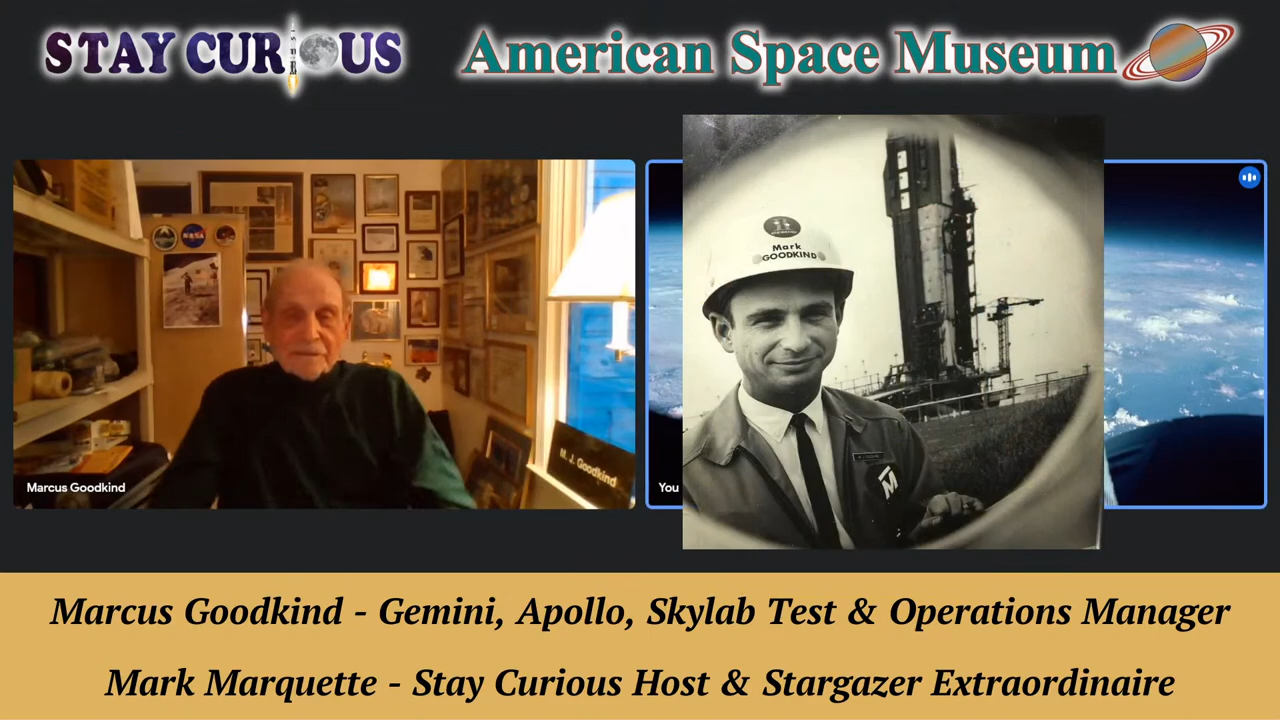 STAY CURIOUS
American Space Museum
NASA
Mark
GOODKIND
M. J. Goodkind
M
Marcus Goodkind
You
Marcus Goodkind - Gemini, Apollo, Skylab Test & Operations Manager
Mark Marquette - Stay Curious Host & Stargazer Extraordinaire